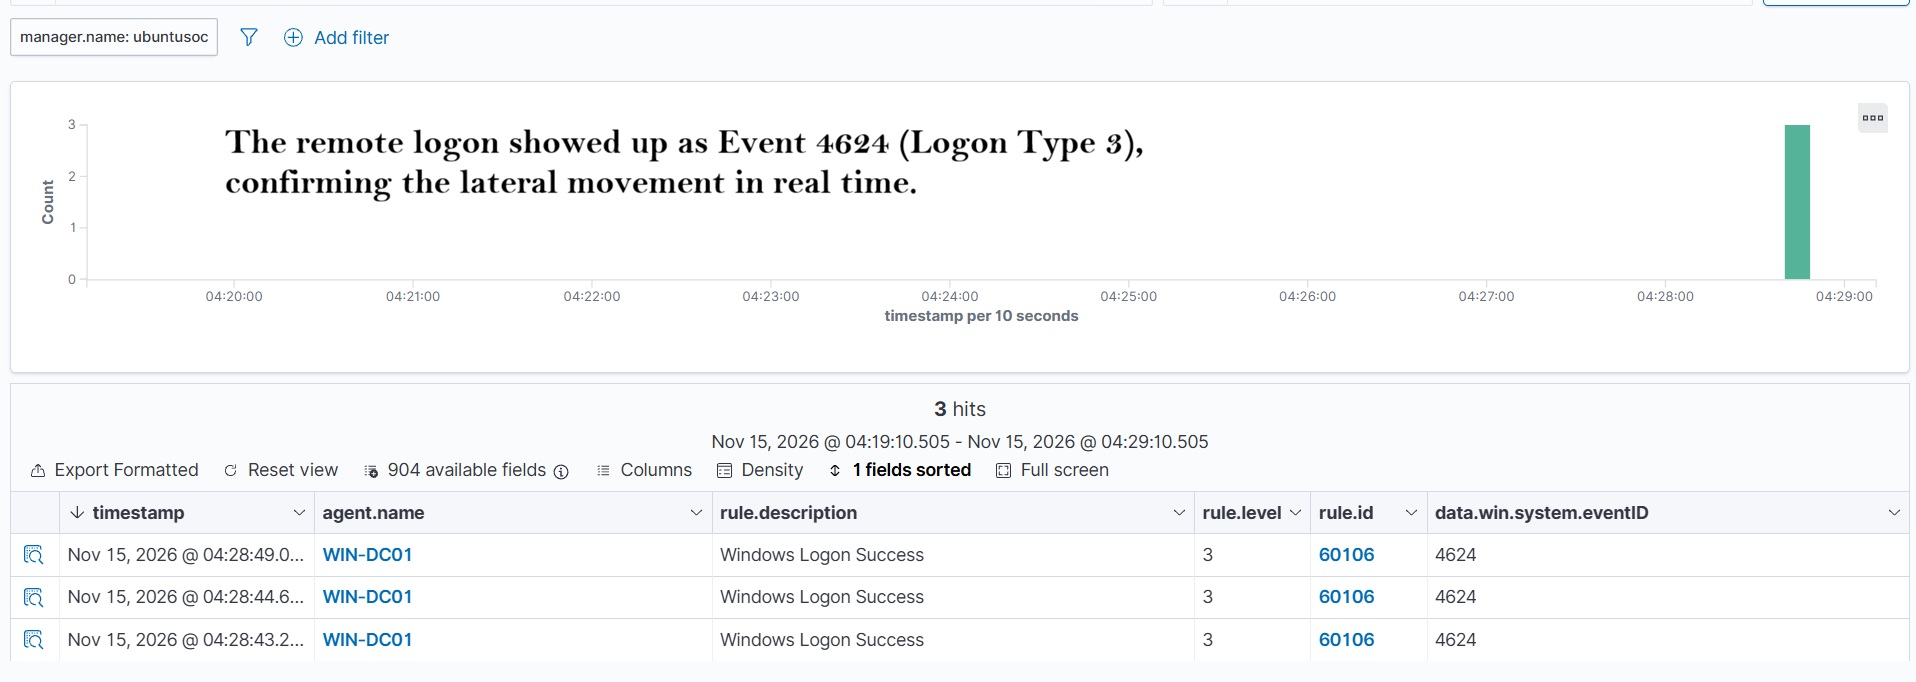 manager.name: ubuntusoc Add filter
The remote logon showed up as Event 4624 (Logon Type 3),
confirming the lateral movement in real time.
Count
3
2
1
0
04:20:00 04:21:00 04:22:00 04:23:00 04:24:00 04:25:00 04:26:00 04:27:00 04:28:00 04:29:00
timestamp per 10 seconds
3 hits
Nov 15, 2026 @ 04:19:10.505 - Nov 15, 2026 @ 04:29:10.505
Export Formatted Reset view 904 available fields Columns Density 1 fields sorted Full screen
timestamp agent.name rule.description rule.level rule.id data.win.system.eventID
Nov 15, 2026 @ 04:28:49.0... WIN-DC01 Windows Logon Success 3 60106 4624
Nov 15, 2026 @ 04:28:44.6... WIN-DC01 Windows Logon Success 3 60106 4624
Nov 15, 2026 @ 04:28:43.2... WIN-DC01 Windows Logon Success 3 60106 4624